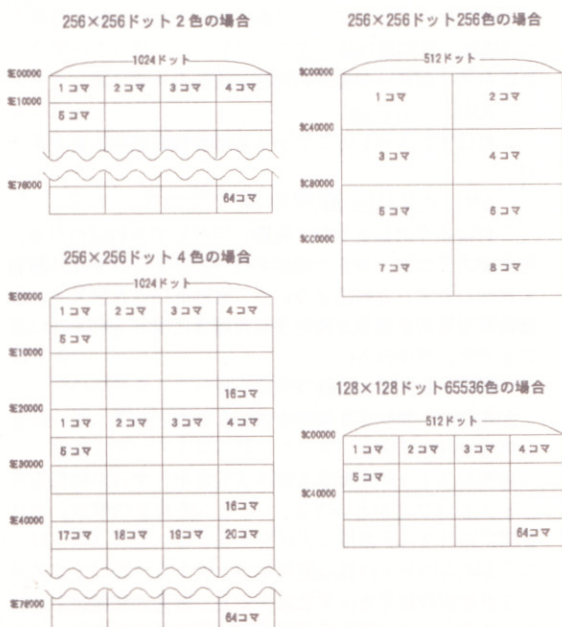 256×256ドット2色の場合
1024ドット
$E00000
1コマ 2コマ 3コマ 4コマ
$E10000
5コマ
$E78000
64コマ
256×256ドット4色の場合
1024ドット
$E00000
1コマ 2コマ 3コマ 4コマ
5コマ
$E10000
16コマ
$E20000
1コマ 2コマ 3コマ 4コマ
5コマ
$E30000
16コマ
$E40000
17コマ 18コマ 19コマ 20コマ
$E78000
64コマ
256×256ドット256色の場合
512ドット
$C00000
1コマ 2コマ
$C40000
3コマ 4コマ
$C80000
5コマ 6コマ
$CC0000
7コマ 8コマ
128×128ドット65536色の場合
512ドット
$C00000
1コマ 2コマ 3コマ 4コマ
5コマ
$C40000
64コマ